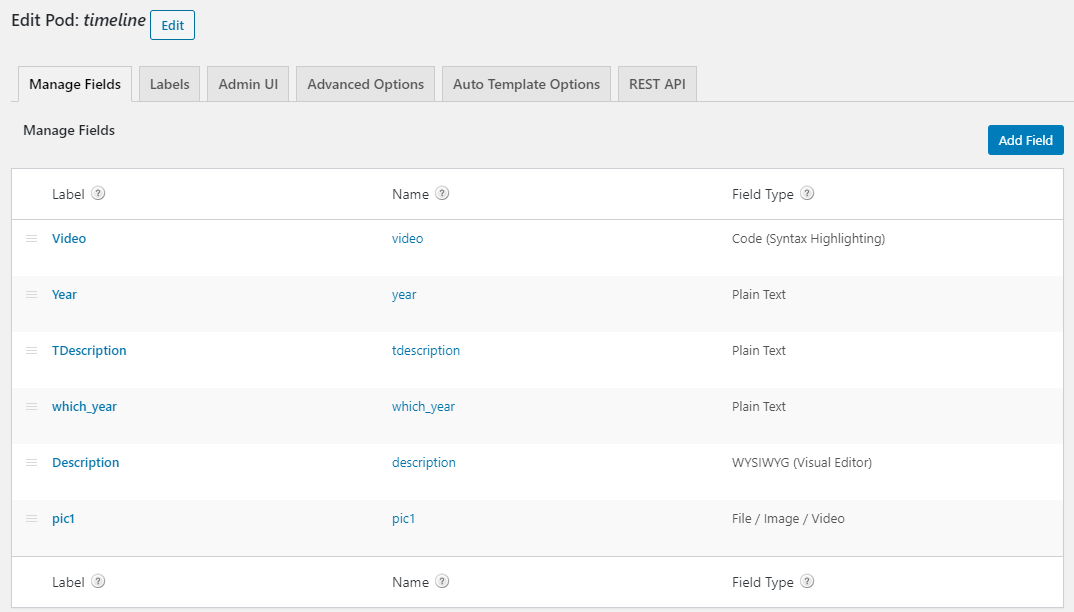 Edit Pod: timeline Edit
Manage Fields Labels Admin UI Advanced Options Auto Template Options REST API
Manage Fields
Add Field
Label ? Name ? Field Type ?
Video video Code (Syntax Highlighting)
Year year Plain Text
TDescription tdescription Plain Text
which_year which_year Plain Text
Description description WYSIWYG (Visual Editor)
pic1 pic1 File / Image / Video
Label ? Name ? Field Type ?